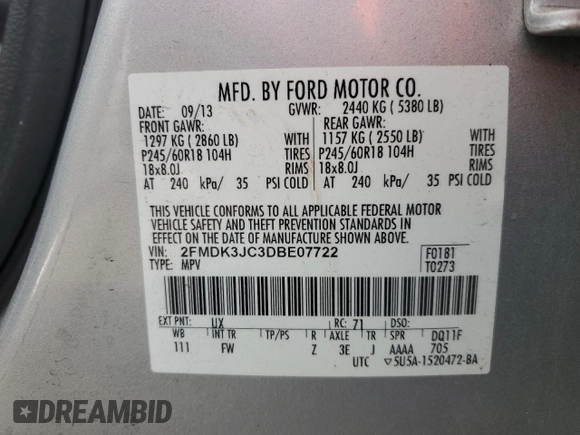 MFD. BY FORD MOTOR CO.
DATE: 09/13 GVWR: 2440 KG ( 5380 LB)
FRONT GAWR: REAR GAWR:
1297 KG ( 2860 LB) WITH 1157 KG ( 2550 LB) WITH
P245/60R18 104H TIRES P245/60R18 104H TIRES
18x8.0J RIMS 18x8.0J RIMS
AT 240 kPa/ 35 PSI COLD AT 240 kPa/ 35 PSI COLD
THIS VEHICLE CONFORMS TO ALL APPLICABLE FEDERAL MOTOR
VEHICLE SAFETY AND THEFT PREVENTION STANDARDS IN
EFFECT ON THE DATE OF MANUFACTURE SHOWN ABOVE.
VIN: 2FMDK3JC3DBE07722 F0181
TYPE: MPV T0273
EXT PNT: UX RC: 71 DSO:
WB INT TR TP/PS R AXLE TR SPR DQ11F
111 FW Z 3E J AAAA 705
UTC ▽5U5A-1520472-BA
DREAMBID